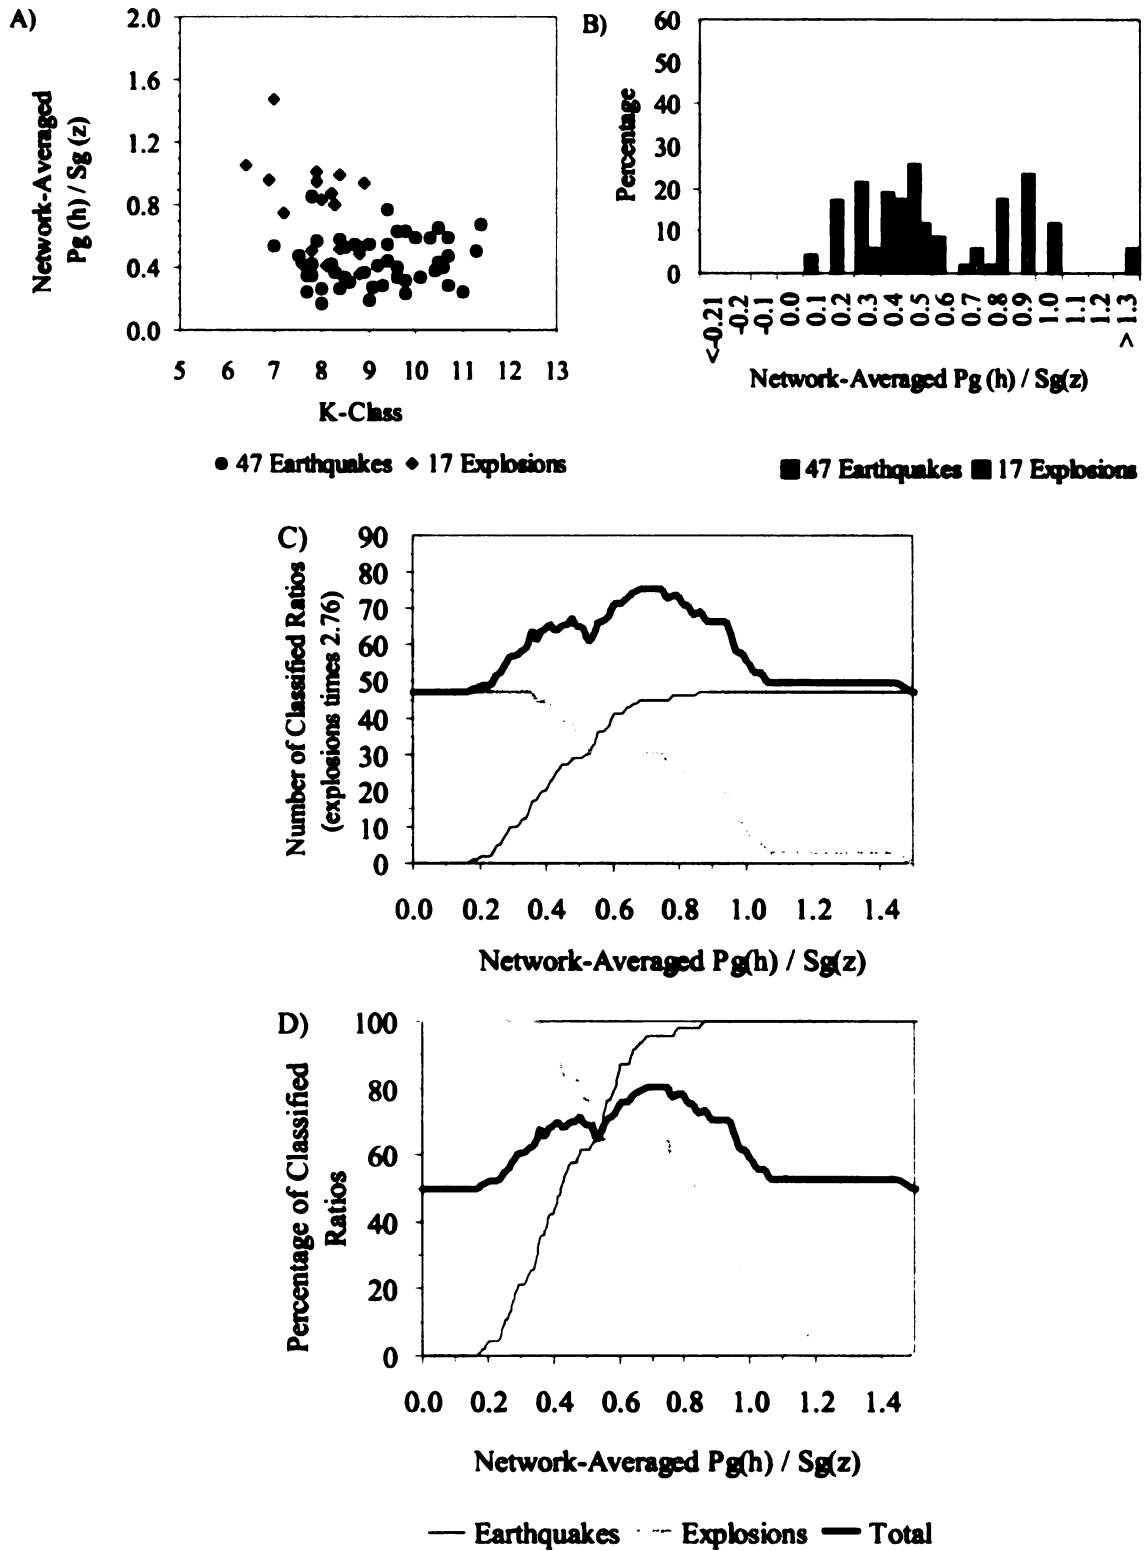 A)
Network-Averaged
Pg (h) / Sg (z)
2.0
1.6
1.2
0.8
0.4
0.0
5 6 7 8 9 10 11 12 13
K-Class
● 47 Earthquakes ◆ 17 Explosions
B)
Percentage
60
50
40
30
20
10
0
<-0.21 -0.2 -0.1 0.0 0.1 0.2 0.3 0.4 0.5 0.6 0.7 0.8 0.9 1.0 1.1 1.2 > 1.3
Network-Averaged Pg (h) / Sg(z)
■ 47 Earthquakes ■ 17 Explosions
C)
Number of Classified Ratios
(explosions times 2.76)
90
80
70
60
50
40
30
20
10
0
0.0 0.2 0.4 0.6 0.8 1.0 1.2 1.4
Network-Averaged Pg(h) / Sg(z)
D)
Percentage of Classified
Ratios
100
80
60
40
20
0
0.0 0.2 0.4 0.6 0.8 1.0 1.2 1.4
Network-Averaged Pg(h) / Sg(z)
Earthquakes Explosions Total